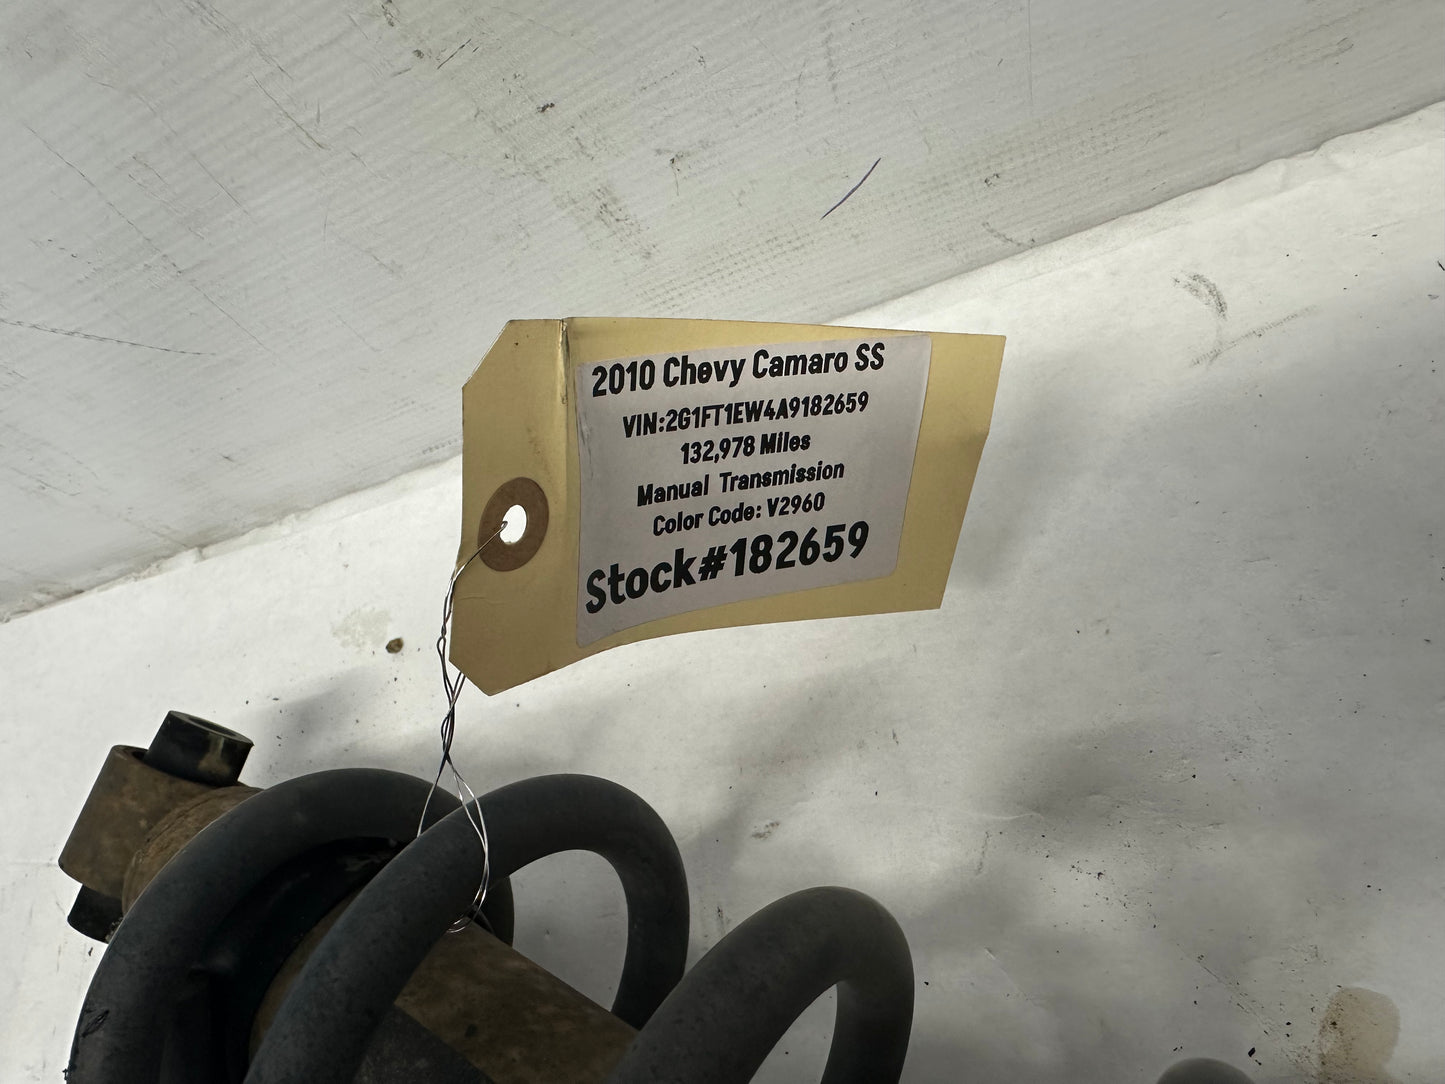 2010 Chevy Camaro SS
VIN:2G1FT1EW4A9182659
132,978 Miles
Manual Transmission
Color Code: V2960
Stock#182659